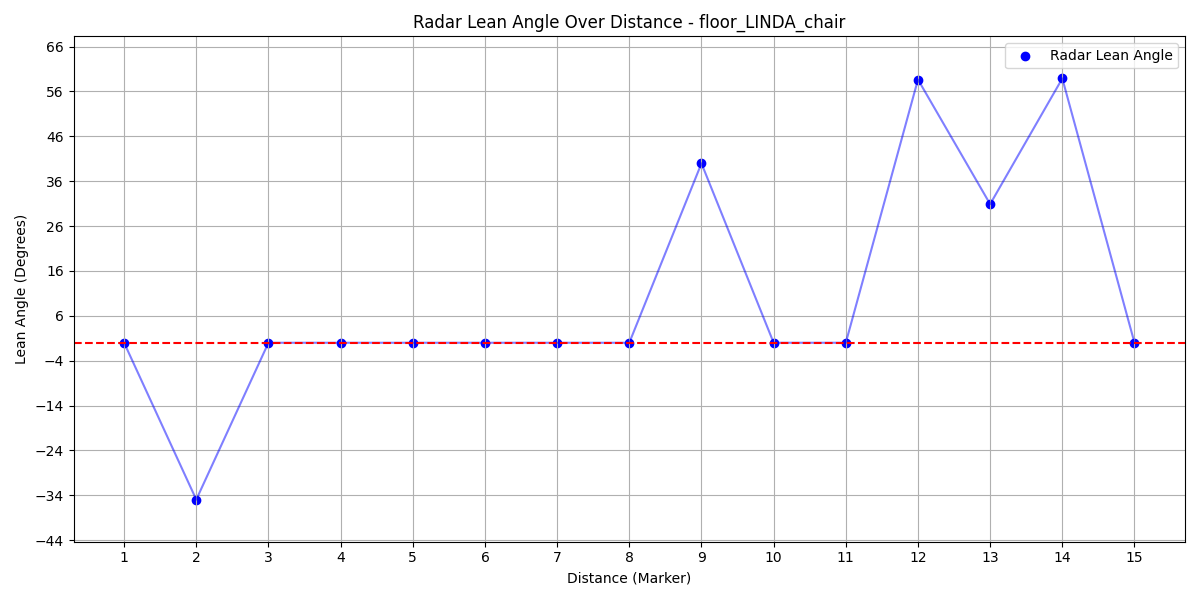 Radar Lean Angle Over Distance - floor_LINDA_chair
Radar Lean Angle
Lean Angle (Degrees)
66
56
46
36
26
16
6
−4
−14
−24
−34
−44
1 2 3 4 5 6 7 8 9 10 11 12 13 14 15
Distance (Marker)